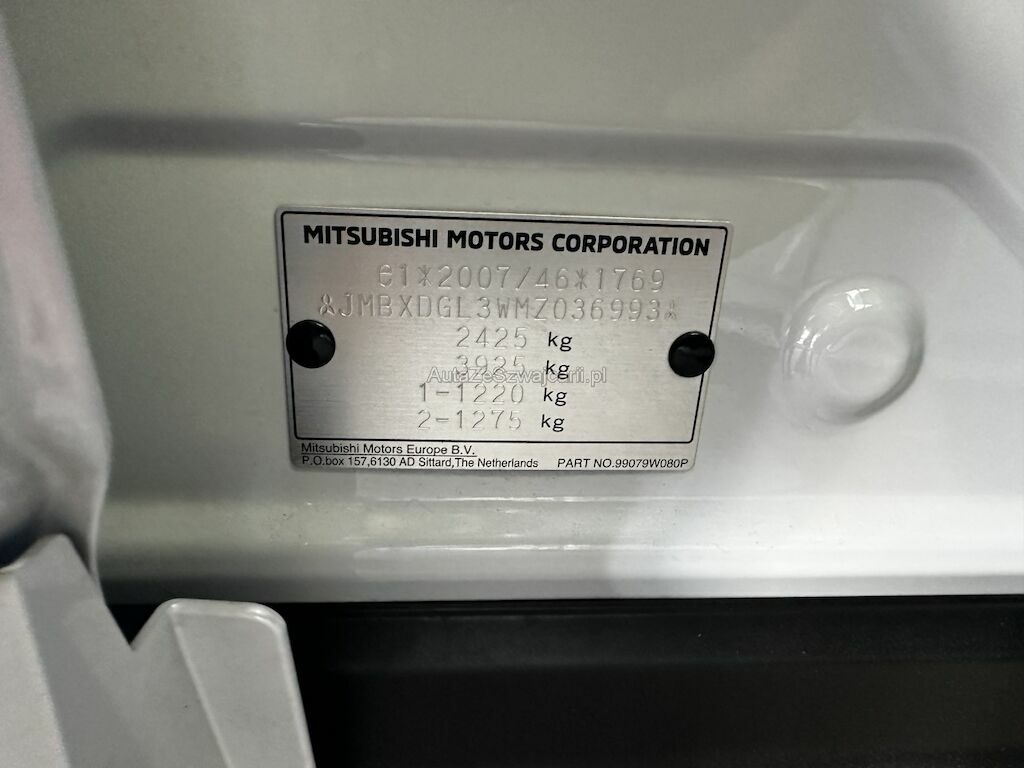 MITSUBISHI MOTORS CORPORATION
e1*2007/46*1769
JMBXDGL3WMZ036993
2425 kg
3925 kg
AutaZeSzwajcarii.pl
1-1220 kg
2-1275 kg
Mitsubishi Motors Europe B.V.
P.O.box 157,6130 AD Sittard,The Netherlands PART NO.99079W080P